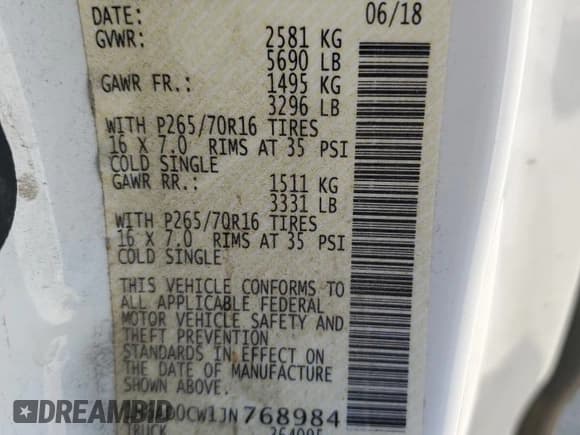 DATE: 06/18
GVWR: 2581 KG
5690 LB
GAWR FR.: 1495 KG
3296 LB
WITH P265/70R16 TIRES
16 X 7.0 RIMS AT 35 PSI
COLD SINGLE
GAWR RR.: 1511 KG
3331 LB
WITH P265/70R16 TIRES
16 X 7.0 RIMS AT 35 PSI
COLD SINGLE
THIS VEHICLE CONFORMS TO
ALL APPLICABLE FEDERAL
MOTOR VEHICLE SAFETY AND
THEFT PREVENTION
STANDARDS IN EFFECT ON
THE DATE OF MANUFACTURE
SHOWN ABOVE.
768984
TRUCK
DREAMBID